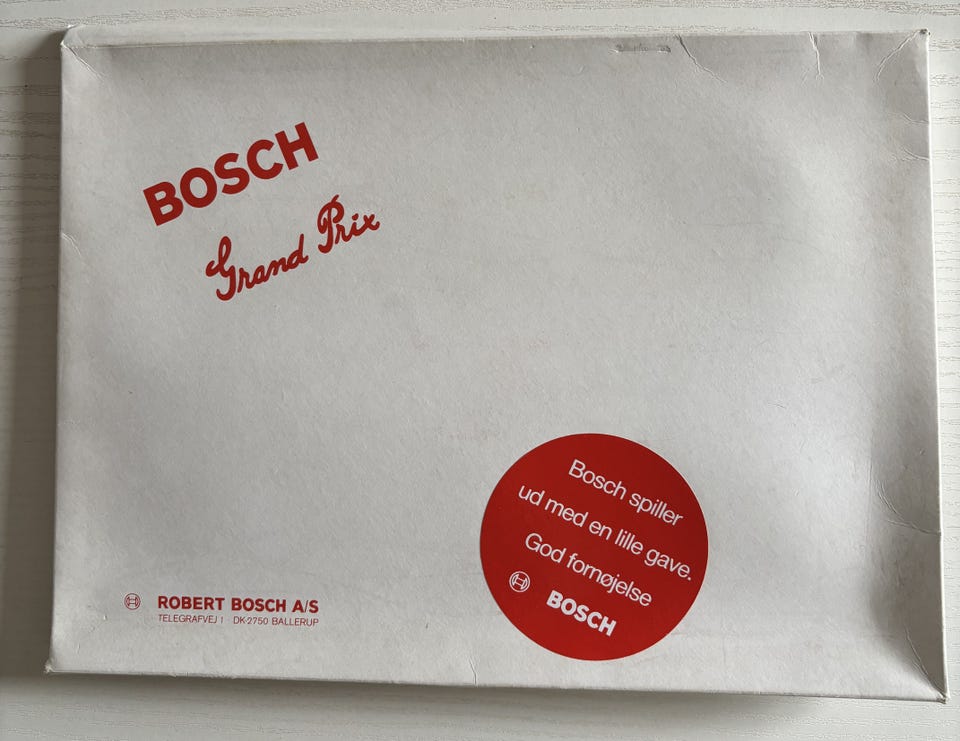 BOSCH
Grand Prix
Bosch spiller
ud med en lille gave.
God fornøjelse
BOSCH
ROBERT BOSCH A/S
TELEGRAFVEJ 1 · DK-2750 BALLERUP